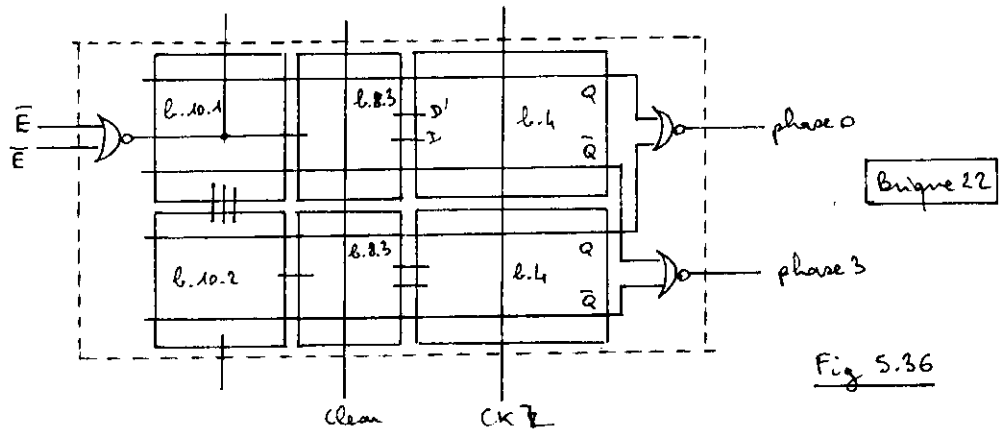 b.10.1
b.8.3
D'
I
b.4
Q
Q̅
E̅
E̅
phase 0
Brique 22
b.10.2
b.8.3
b.4
Q
Q̅
phase 3
Clear
CK
Fig 5.36